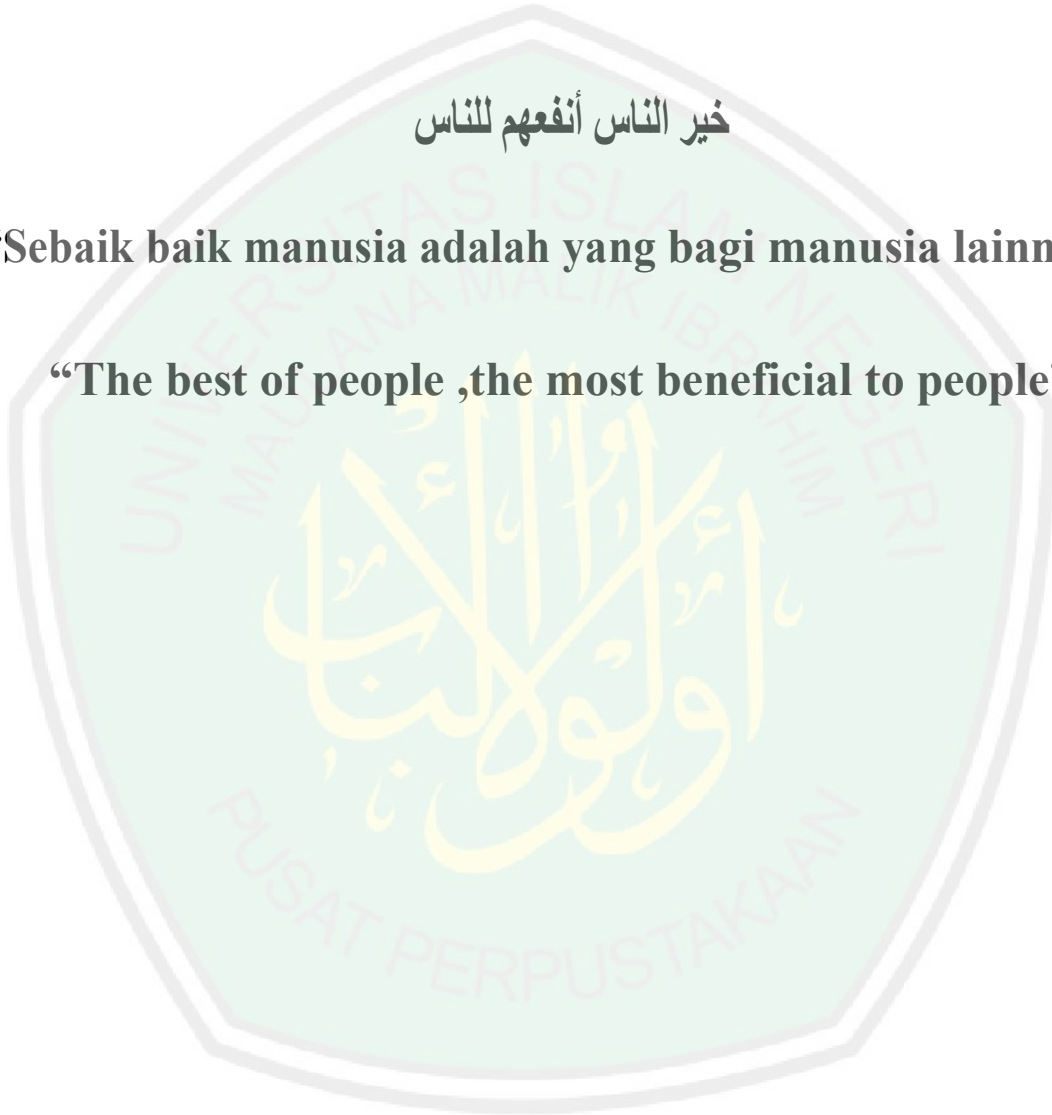 خير الناس أنفعهم للناس
“Sebaik baik manusia adalah yang bagi manusia lainn
“The best of people ,the most beneficial to people”
UNIVERSITAS ISLAM NEGERI
MAULANA MALIK IBRAHIM
أولو الألباب
PUSAT PERPUSTAKAAN